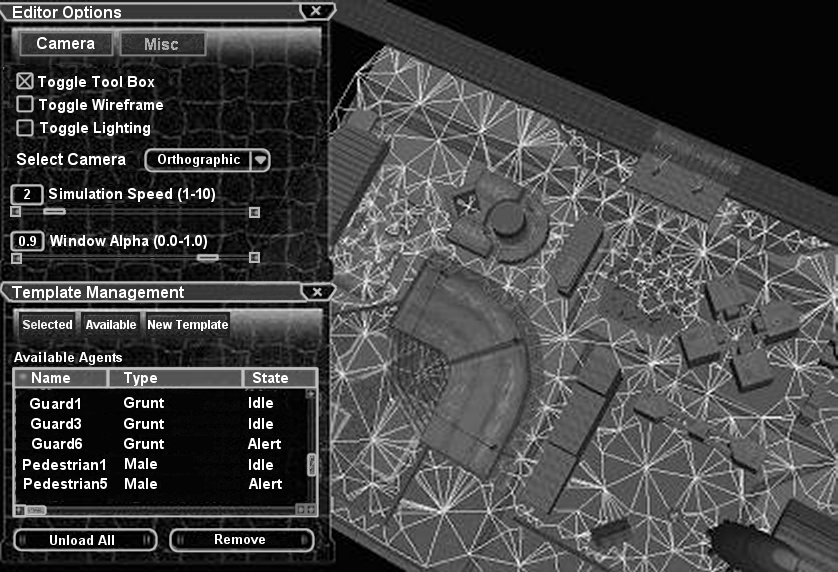 Editor Options
Camera Misc
Toggle Tool Box
Toggle Wireframe
Toggle Lighting
Select Camera Orthographic
2 Simulation Speed (1-10)
0.9 Window Alpha (0.0-1.0)
Template Management
Selected Available New Template
Available Agents
Name Type State
Guard1 Grunt Idle
Guard3 Grunt Idle
Guard6 Grunt Alert
Pedestrian1 Male Idle
Pedestrian5 Male Alert
Unload All Remove